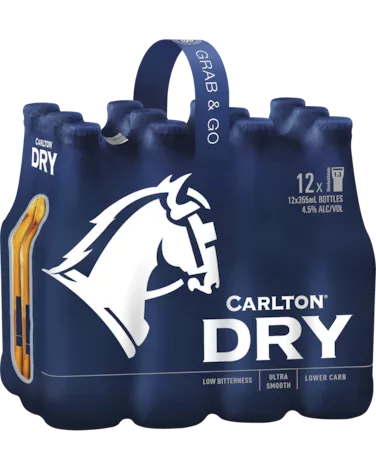 GRAB & GO
CARLTON
DRY
12x
12x355mL BOTTLES
4.5% ALC/VOL
CARLTON®
DRY
LOW BITTERNESS | ULTRA SMOOTH | LOWER CARB